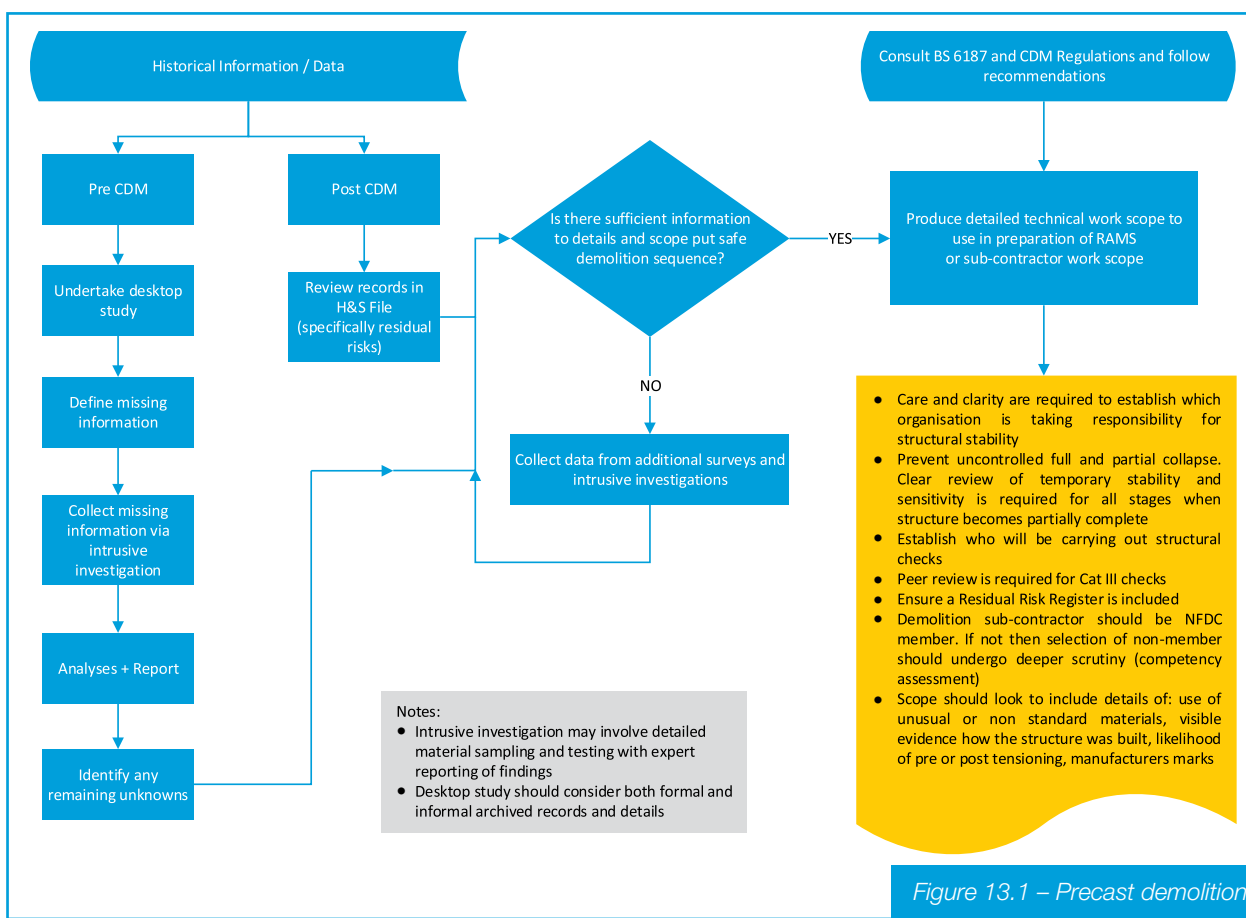 Historical Information / Data
Pre CDM
Undertake desktop
study
Define missing
information
Collect missing
information via
intrusive
investigation
Analyses + Report
Identify any
remaining unknowns
Post CDM
Review records in
H&S File
(specifically residual
risks)
Is there sufficient information
to details and scope put safe
demolition sequence?
YES
NO
Collect data from additional surveys and
intrusive investigations
Notes:
● Intrusive investigation may involve detailed
material sampling and testing with expert
reporting of findings
● Desktop study should consider both formal and
informal archived records and details
Consult BS 6187 and CDM Regulations and follow
recommendations
Produce detailed technical work scope to
use in preparation of RAMS
or sub-contractor work scope
● Care and clarity are required to establish which
organisation is taking responsibility for
structural stability
● Prevent uncontrolled full and partial collapse.
Clear review of temporary stability and
sensitivity is required for all stages when
structure becomes partially complete
● Establish who will be carrying out structural
checks
● Peer review is required for Cat III checks
● Ensure a Residual Risk Register is included
● Demolition sub-contractor should be NFDC
member. If not then selection of non-member
should undergo deeper scrutiny (competency
assessment)
● Scope should look to include details of: use of
unusual or non standard materials, visible
evidence how the structure was built, likelihood
of pre or post tensioning, manufacturers marks
Figure 13.1 – Precast demolition